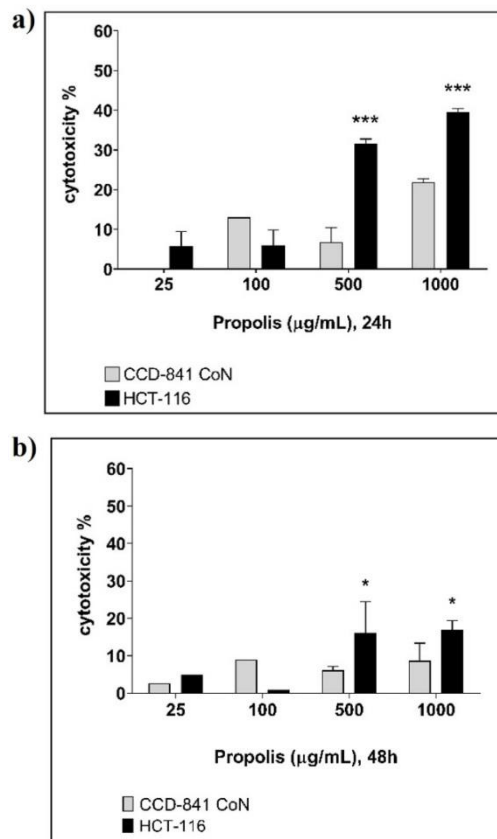 a)
60
50
40
30
20
10
0
cytotoxicity %
***
***
25 100 500 1000
Propolis (µg/mL), 24h
CCD-841 CoN
HCT-116
b)
60
50
40
30
20
10
0
cytotoxicity %
*
*
25 100 500 1000
Propolis (µg/mL), 48h
CCD-841 CoN
HCT-116